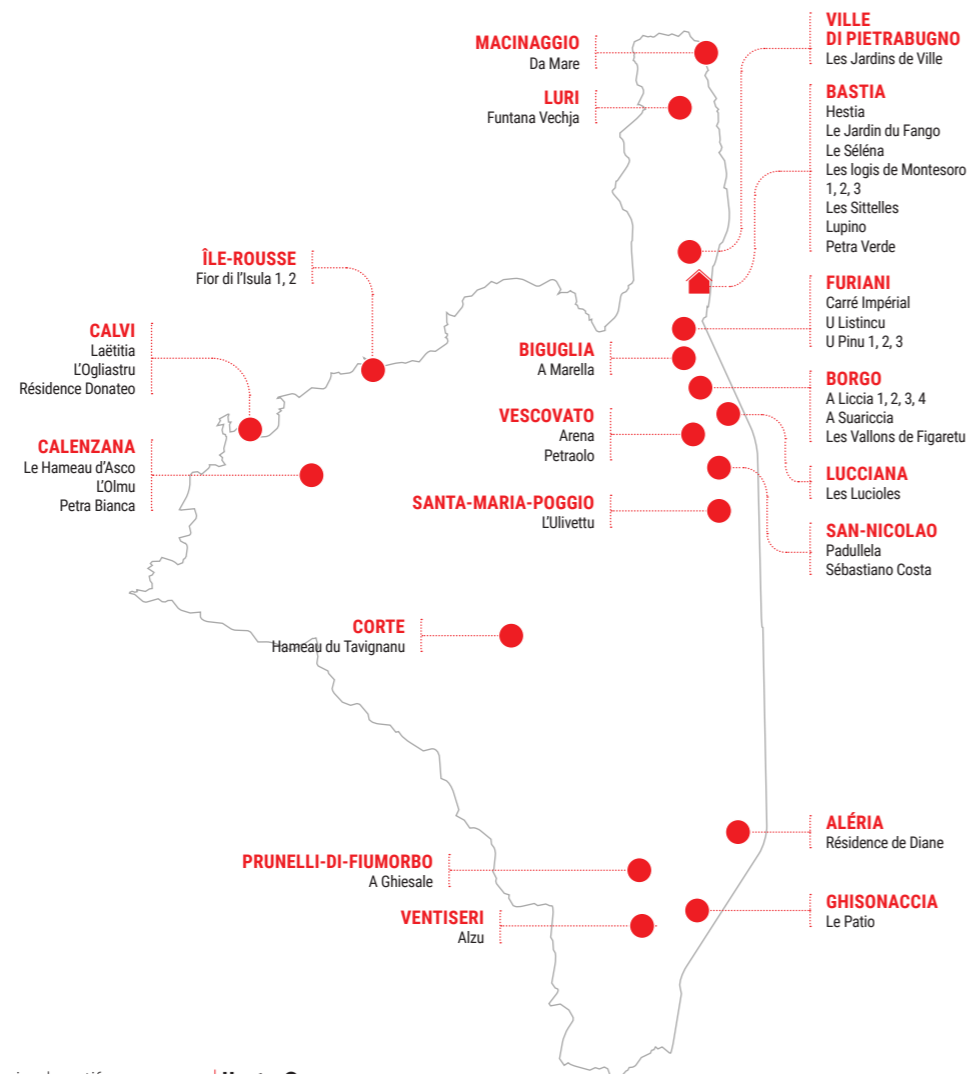 MACINAGGIO
Da Mare
LURI
Funtana Vechja
ÎLE-ROUSSE
Fior di l'Isula 1, 2
CALVI
Laëtitia
L'Ogliastru
Résidence Donateo
CALENZANA
Le Hameau d'Asco
L'Olmu
Petra Bianca
BIGUGLIA
A Marella
VESCOVATO
Arena
Petraolo
SANTA-MARIA-POGGIO
L'Ulivettu
CORTE
Hameau du Tavignanu
PRUNELLI-DI-FIUMORBO
A Ghiesale
VENTISERI
Alzu
VILLE
DI PIETRABUGNO
Les Jardins de Ville
BASTIA
Hestia
Le Jardin du Fango
Le Séléna
Les logis de Montesoro
1, 2, 3
Les Sittelles
Lupino
Petra Verde
FURIANI
Carré Impérial
U Listincu
U Pinu 1, 2, 3
BORGO
A Liccia 1, 2, 3, 4
A Suariccia
Les Vallons de Figaretu
LUCCIANA
Les Lucioles
SAN-NICOLAO
Padullela
Sébastiano Costa
ALÉRIA
Résidence de Diane
GHISONACCIA
Le Patio